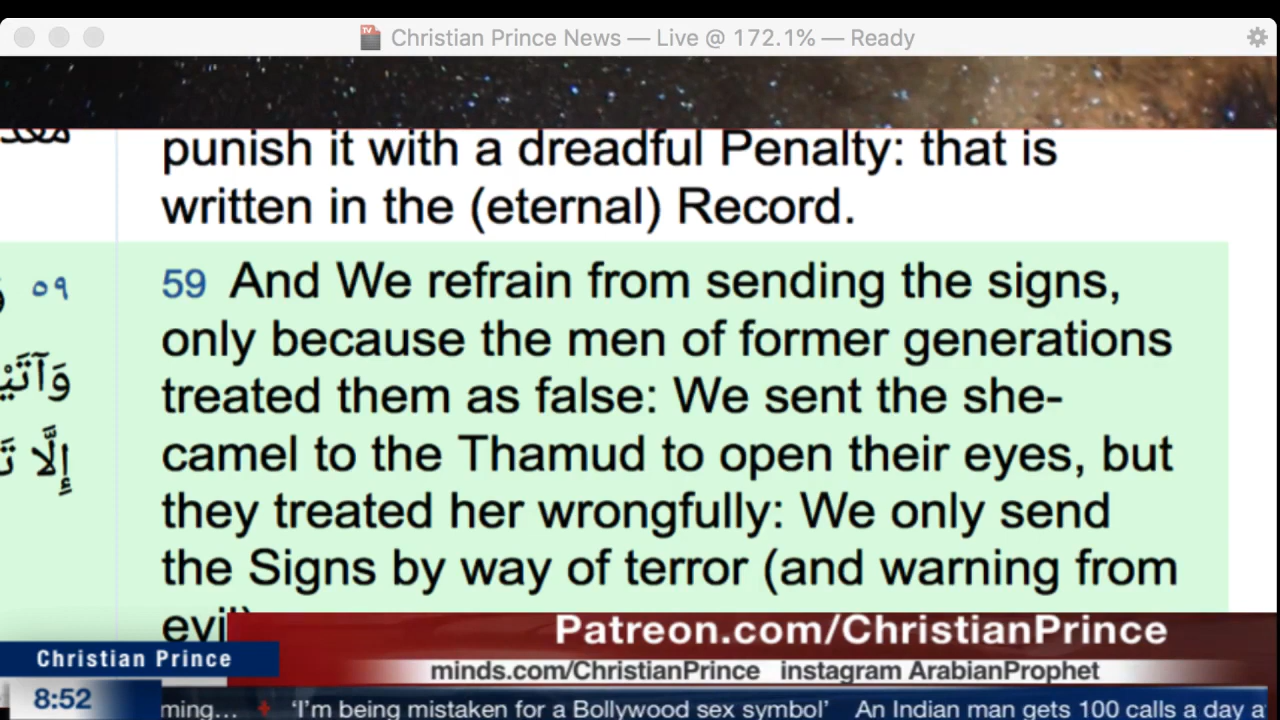 Christian Prince News — Live @ 172.1% — Ready
punish it with a dreadful Penalty: that is
written in the (eternal) Record.
59 And We refrain from sending the signs,
٥٩
only because the men of former generations
وَآتَيْ
treated them as false: We sent the she-
camel to the Thamud to open their eyes, but
إِلَّا تَ
they treated her wrongfully: We only send
the Signs by way of terror (and warning from
evil)
Patreon.com/ChristianPrince
minds.com/ChristianPrince instagram ArabianProphet
Christian Prince
8:52
ming... 'I'm being mistaken for a Bollywood sex symbol' An Indian man gets 100 calls a day